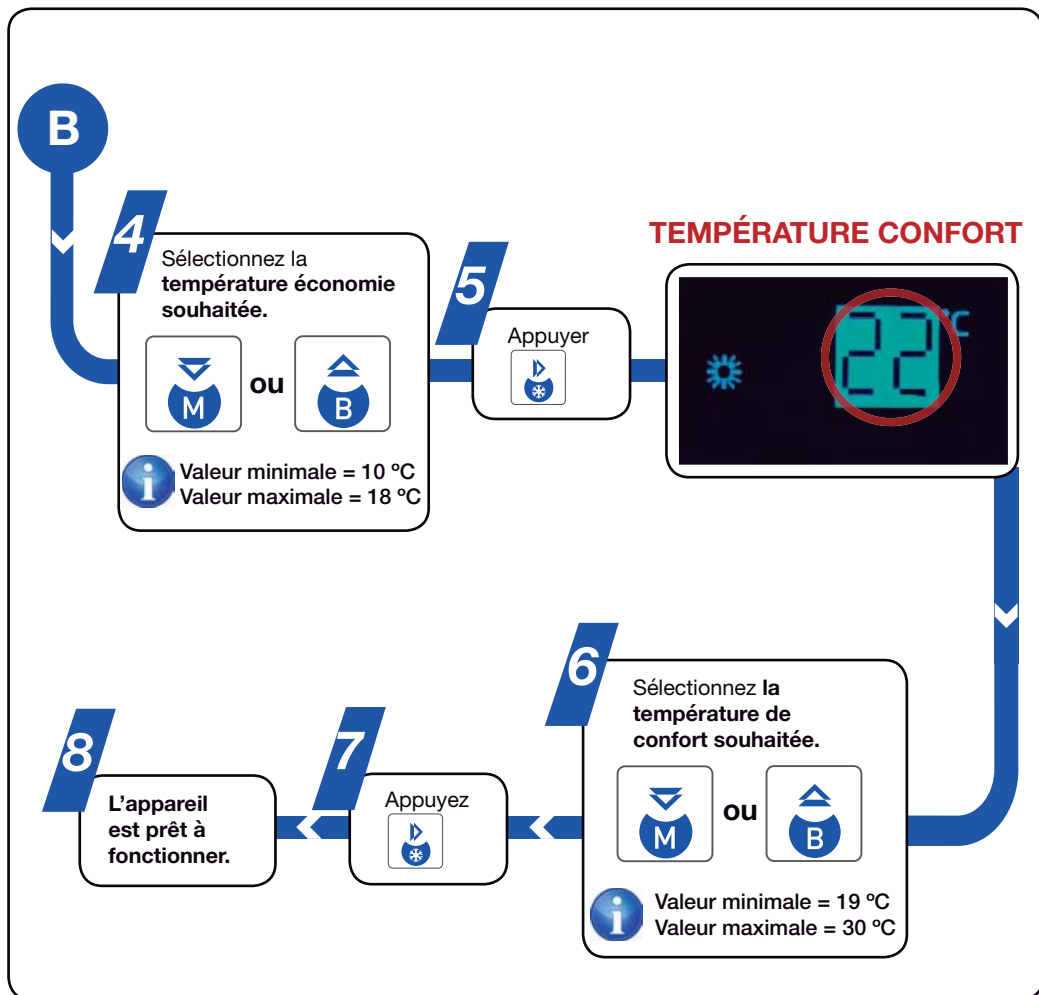 B
4
Sélectionnez la
température économie
souhaitée.
M ou B
Valeur minimale = 10 ºC
Valeur maximale = 18 ºC
5
Appuyer
TEMPÉRATURE CONFORT
22 ºC
6
Sélectionnez la
température de
confort souhaitée.
M ou B
Valeur minimale = 19 ºC
Valeur maximale = 30 ºC
7
Appuyez
8
L'appareil
est prêt à
fonctionner.